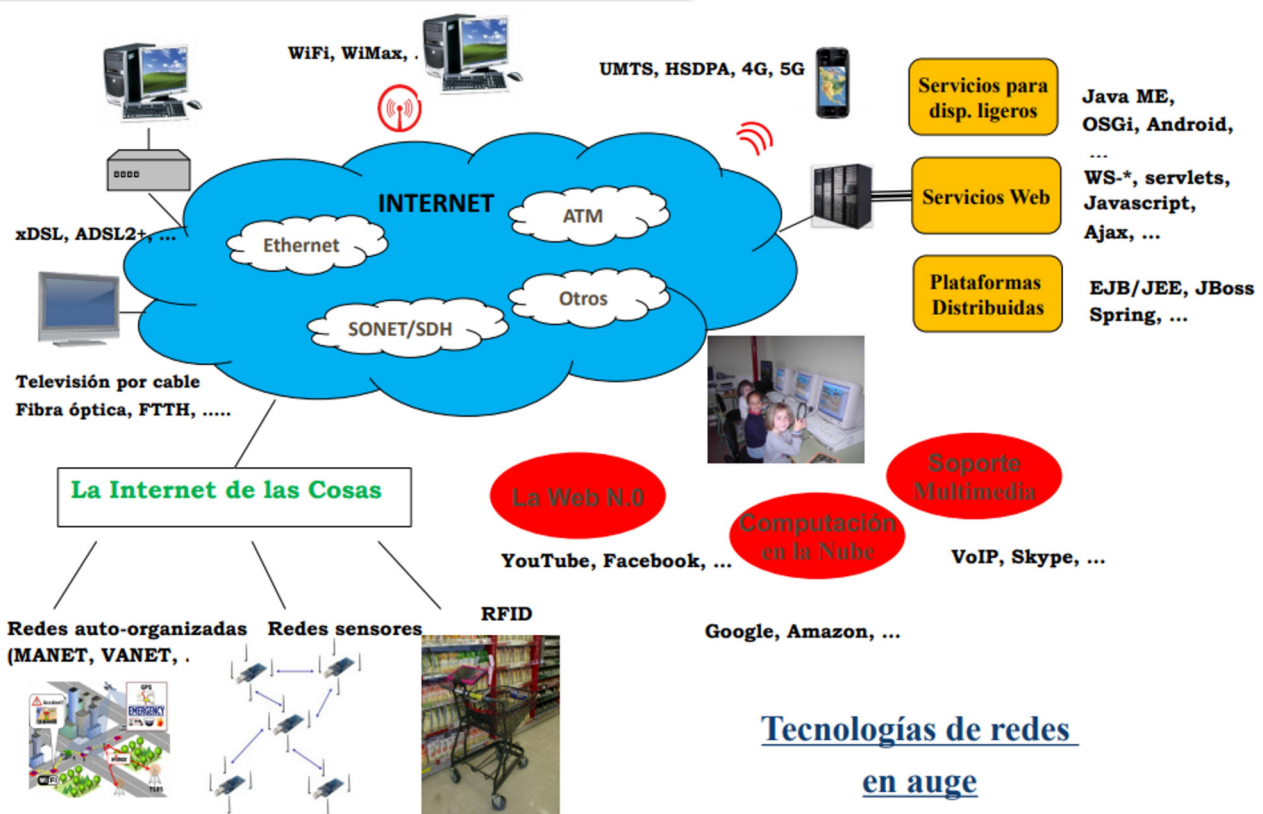 WiFi, WiMax, .
UMTS, HSDPA, 4G, 5G
Servicios para
disp. ligeros
Java ME,
OSGi, Android,
...
INTERNET
ATM
Ethernet
Servicios Web
WS-*, servlets,
Javascript,
Ajax, ...
xDSL, ADSL2+, ...
Otros
SONET/SDH
Plataformas
Distribuidas
EJB/JEE, JBoss
Spring, ...
Televisión por cable
Fibra óptica, FTTH, .....
La Internet de las Cosas
La Web N.0
YouTube, Facebook, ...
Computación
en la Nube
Google, Amazon, ...
Soporte
Multimedia
VoIP, Skype, ...
Redes auto-organizadas
(MANET, VANET, .
Redes sensores
RFID
GPS
EMERGENCY
WiFi
Tecnologías de redes
en auge